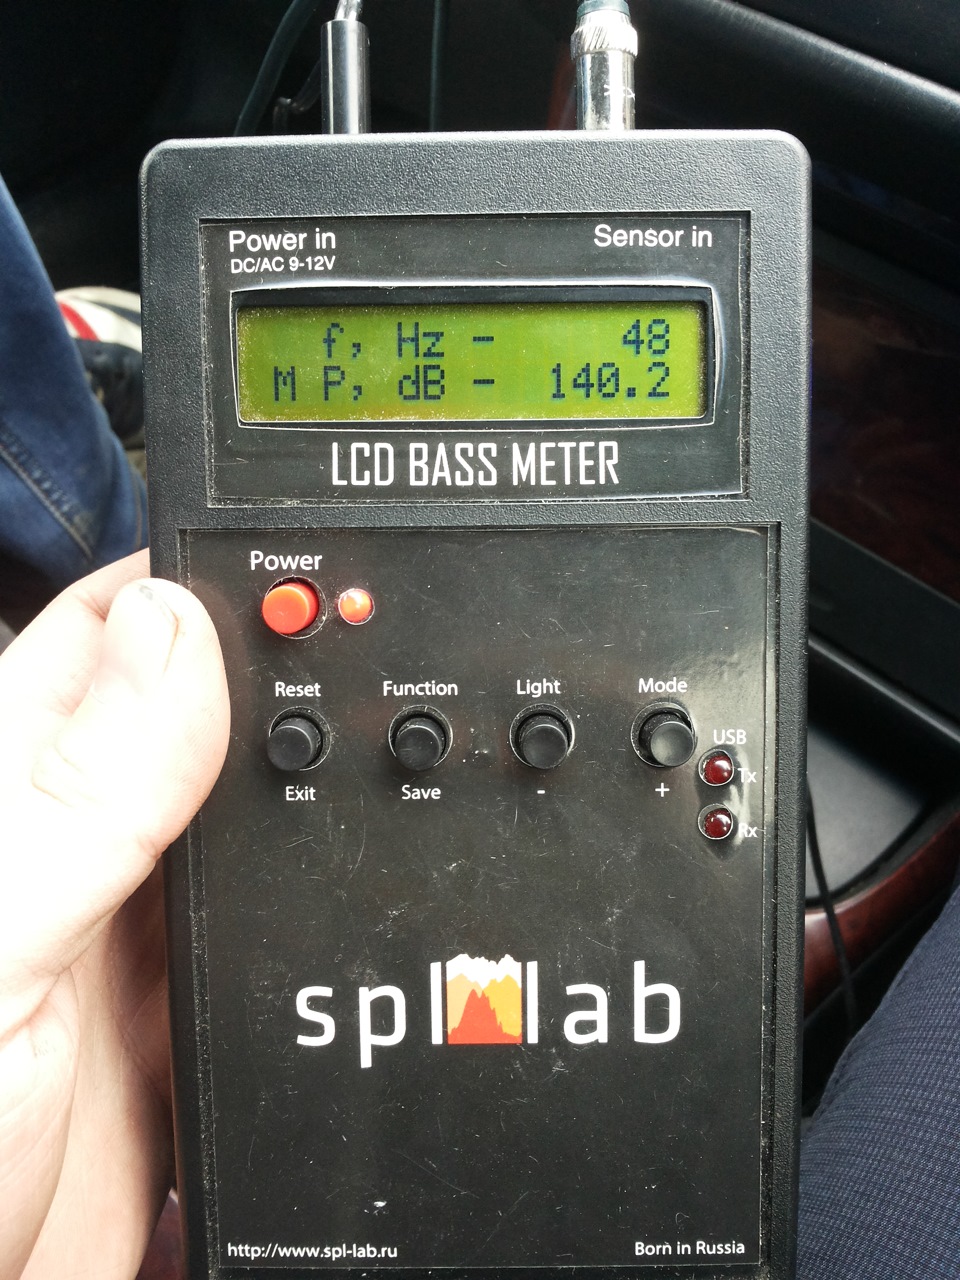 Power in
DC/AC 9-12V
Sensor in
f, Hz - 48
M P, dB - 140.2
LCD BASS METER
Power
Reset
Function
Light
Mode
USB
Tx
Exit
Save
-
+
Rx
spl lab
http://www.spl-lab.ru
Born in Russia